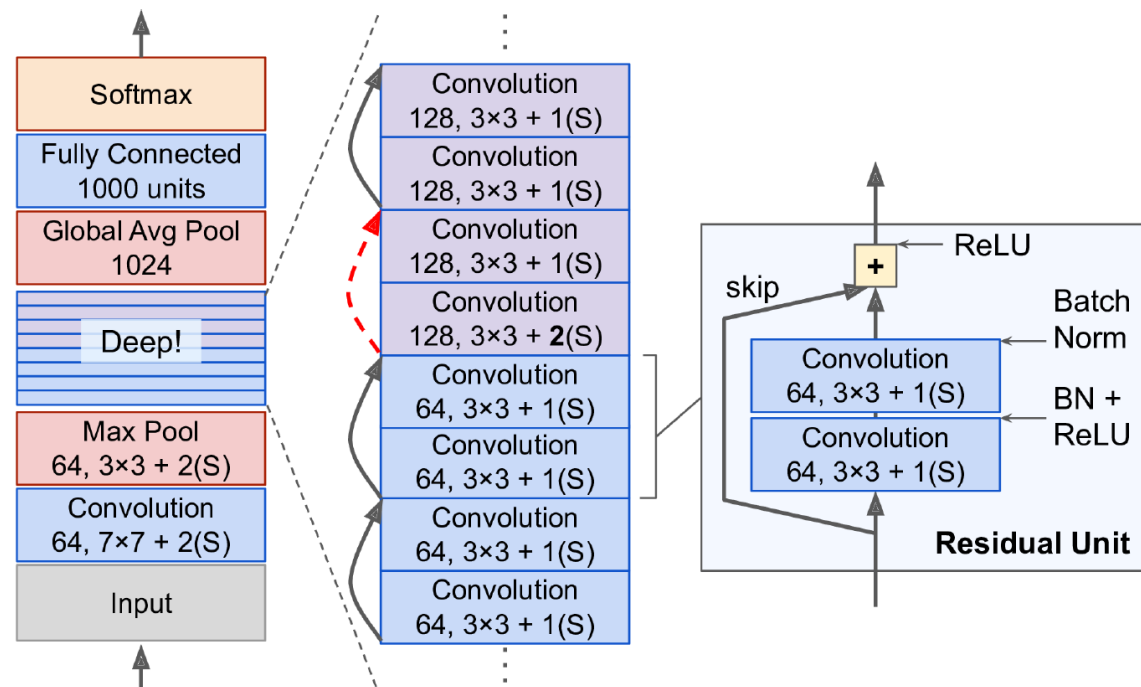 Softmax
Fully Connected
1000 units
Global Avg Pool
1024
Deep!
Max Pool
64, 3×3 + 2(S)
Convolution
64, 7×7 + 2(S)
Input
Convolution
128, 3×3 + 1(S)
Convolution
128, 3×3 + 1(S)
Convolution
128, 3×3 + 1(S)
Convolution
128, 3×3 + 2(S)
Convolution
64, 3×3 + 1(S)
Convolution
64, 3×3 + 1(S)
Convolution
64, 3×3 + 1(S)
Convolution
64, 3×3 + 1(S)
+
ReLU
skip
Batch
Norm
Convolution
64, 3×3 + 1(S)
BN +
ReLU
Convolution
64, 3×3 + 1(S)
Residual Unit